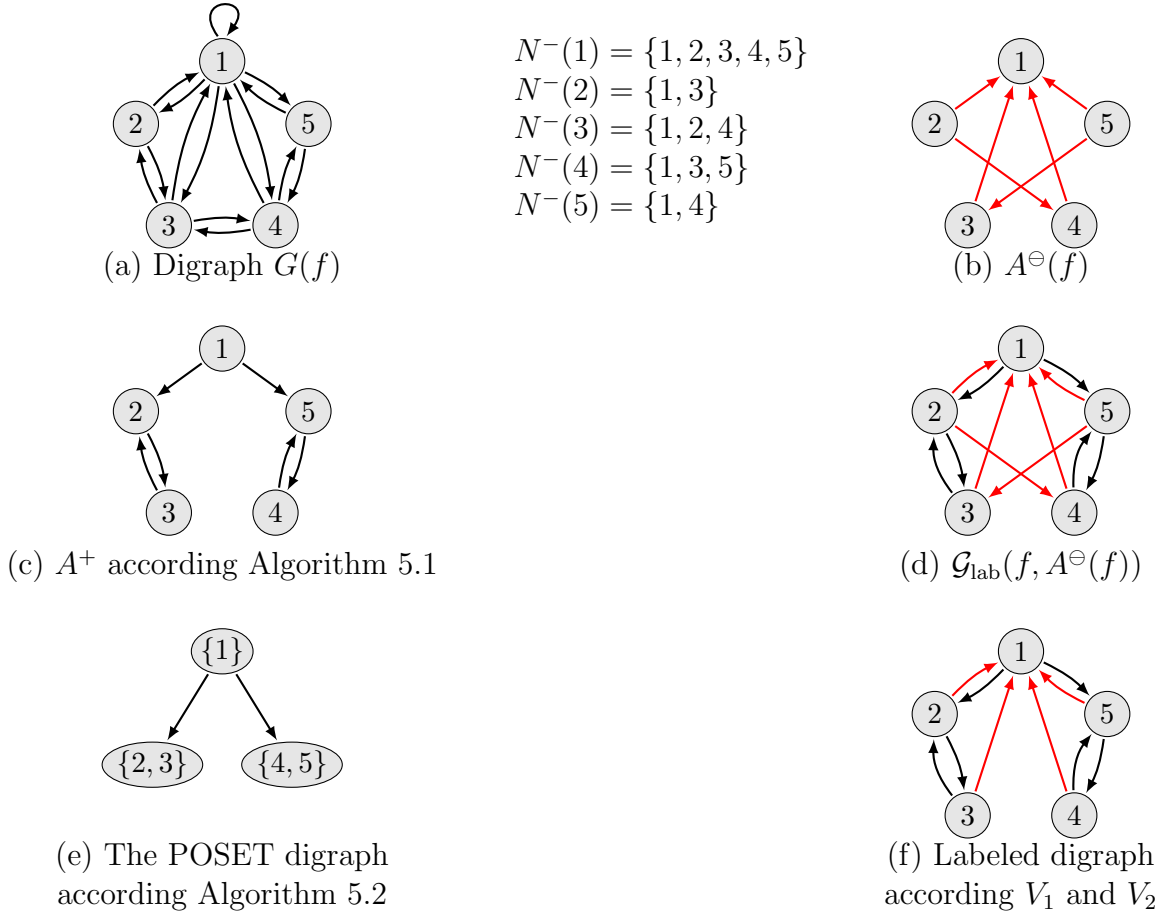 1
2
5
3
4
(a) Digraph G(f)
N⁻(1) = {1, 2, 3, 4, 5}
N⁻(2) = {1, 3}
N⁻(3) = {1, 2, 4}
N⁻(4) = {1, 3, 5}
N⁻(5) = {1, 4}
1
2
5
3
4
(b) A^⊖(f)
1
2
5
3
4
(c) A⁺ according Algorithm 5.1
1
2
5
3
4
(d) 𝒢_lab(f, A^⊖(f))
{1}
{2, 3}
{4, 5}
(e) The POSET digraph
according Algorithm 5.2
1
2
5
3
4
(f) Labeled digraph
according V₁ and V₂